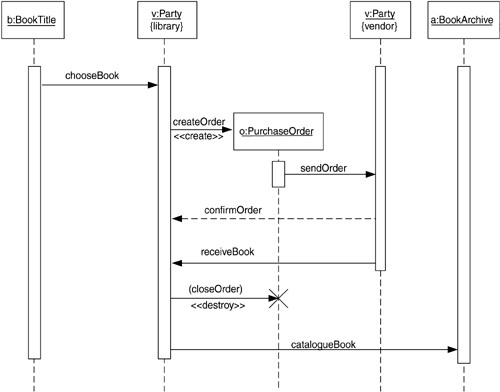 b:BookTitle
v:Party
{library}
v:Party
{vendor}
a:BookArchive
chooseBook
createOrder
<<create>>
o:PurchaseOrder
sendOrder
confirmOrder
receiveBook
(closeOrder)
<<destroy>>
catalogueBook